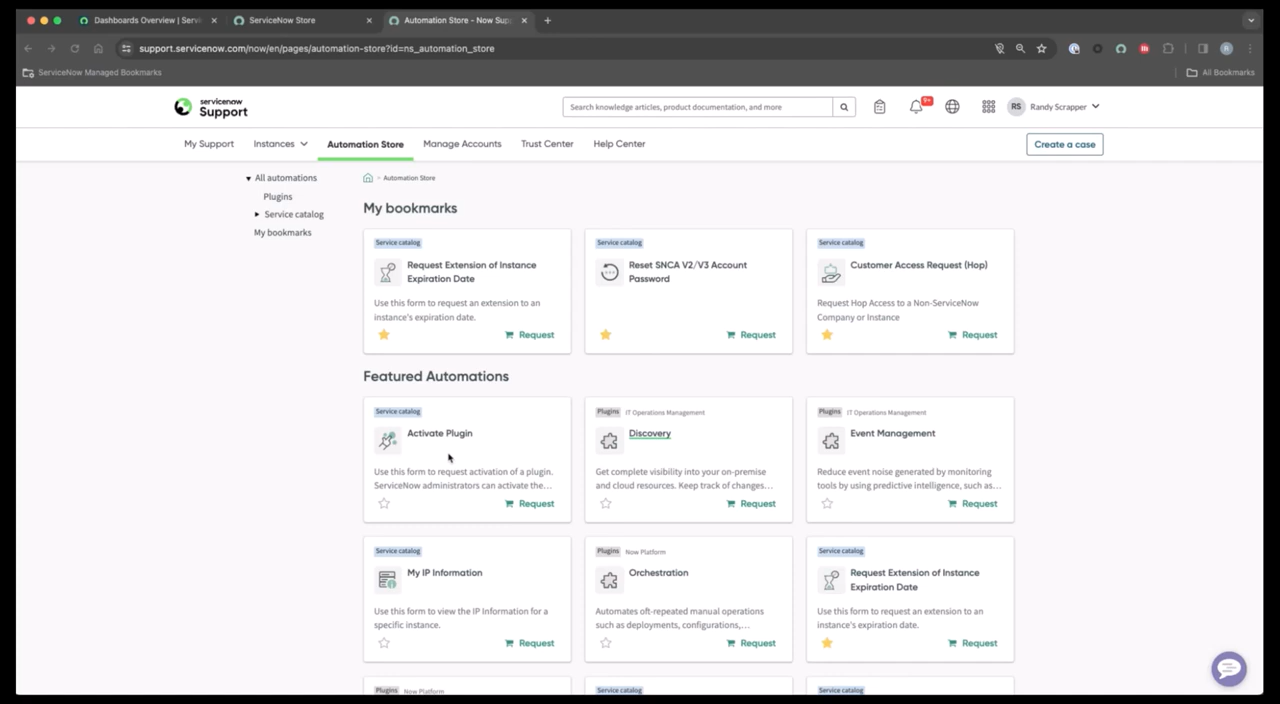 Dashboards Overview | Servi
ServiceNow Store
Automation Store - Now Supp
support.servicenow.com/now/en/pages/automation-store?id=ns_automation_store
R
ServiceNow Managed Bookmarks
All Bookmarks
servicenow
Support
Search knowledge articles, product documentation, and more
9+
RS
Randy Scrapper
My Support
Instances
Automation Store
Manage Accounts
Trust Center
Help Center
Create a case
All automations
Plugins
Service catalog
My bookmarks
> Automation Store
My bookmarks
Service catalog
Request Extension of Instance
Expiration Date
Use this form to request an extension to an
instance's expiration date.
Request
Service catalog
Reset SNCA V2/V3 Account
Password
Request
Service catalog
Customer Access Request (Hop)
Request Hop Access to a Non-ServiceNow
Company or Instance
Request
Featured Automations
Service catalog
Activate Plugin
Use this form to request activation of a plugin.
ServiceNow administrators can activate the...
Request
Plugins IT Operations Management
Discovery
Get complete visibility into your on-premise
and cloud resources. Keep track of changes...
Request
Plugins IT Operations Management
Event Management
Reduce event noise generated by monitoring
tools by using predictive intelligence, such as...
Request
Service catalog
My IP Information
Use this form to view the IP Information for a
specific instance.
Request
Plugins Now Platform
Orchestration
Automates oft-repeated manual operations
such as deployments, configurations,...
Request
Service catalog
Request Extension of Instance
Expiration Date
Use this form to request an extension to an
instance's expiration date.
Request
Plugins Now Platform
Service catalog
Service catalog